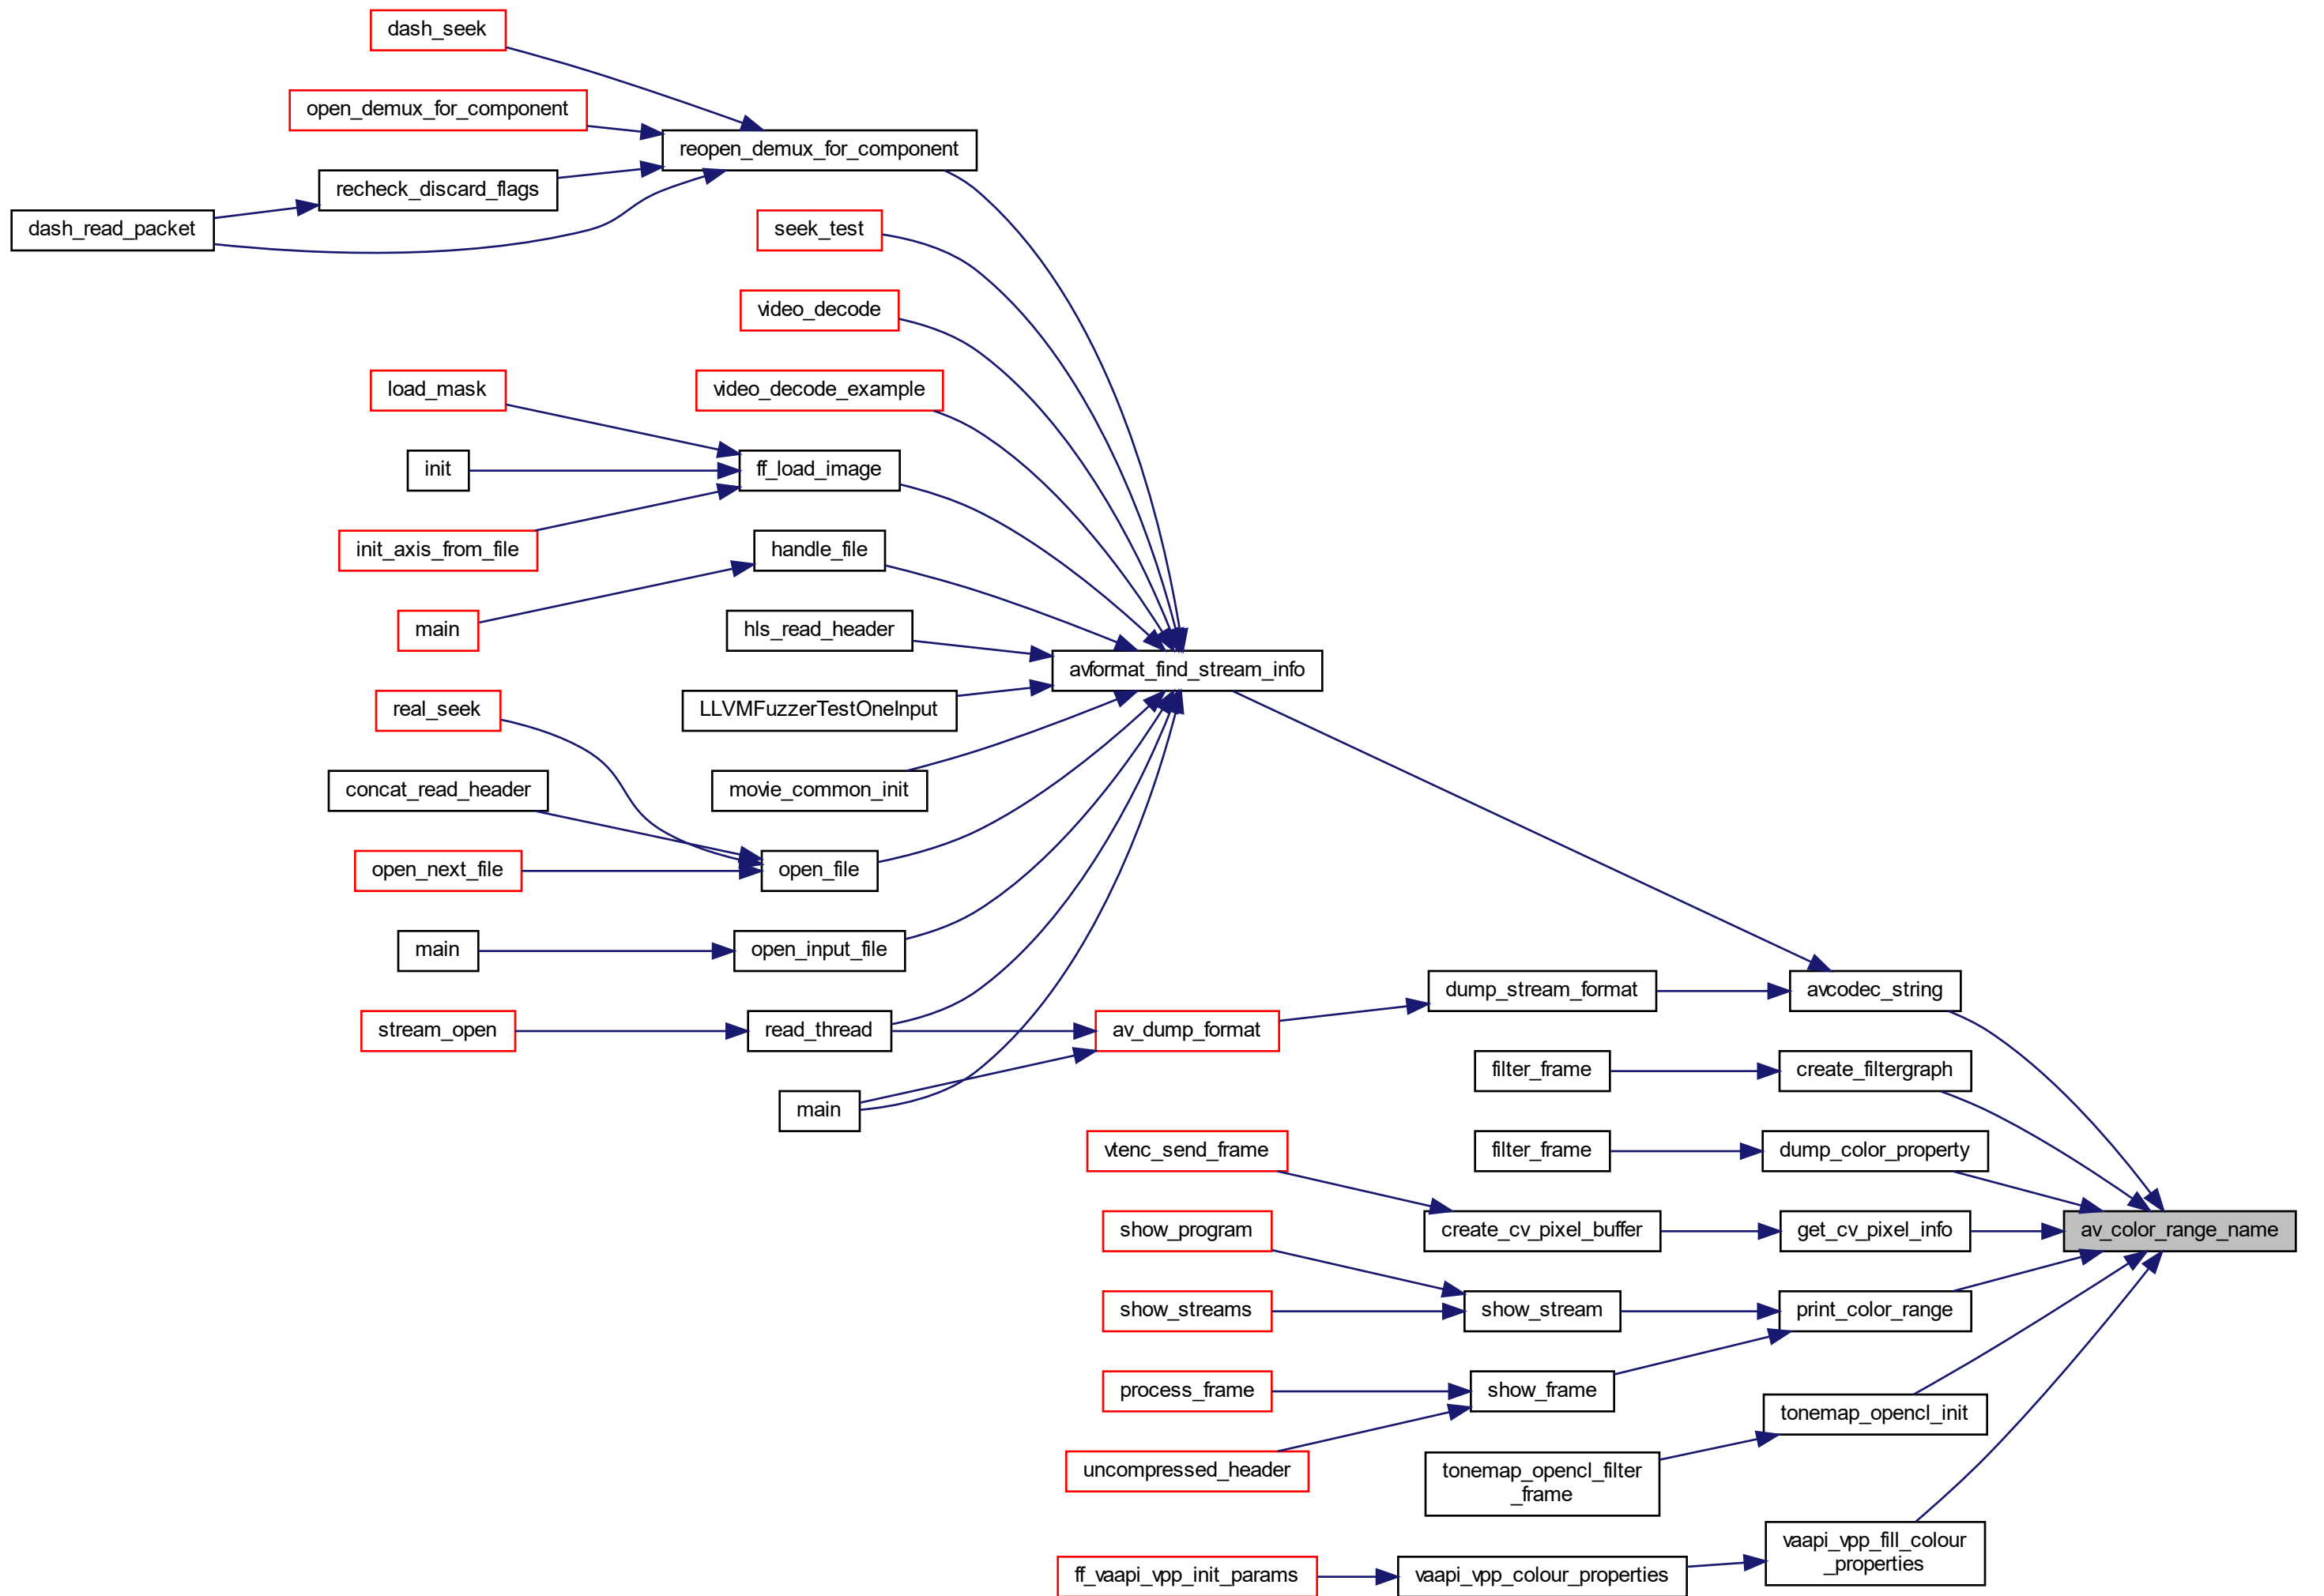 dash_seek
open_demux_for_component
reopen_demux_for_component
recheck_discard_flags
dash_read_packet
seek_test
video_decode
load_mask
video_decode_example
init
ff_load_image
init_axis_from_file
handle_file
main
hls_read_header
avformat_find_stream_info
real_seek
LLVMFuzzerTestOneInput
concat_read_header
movie_common_init
open_next_file
open_file
main
open_input_file
dump_stream_format
avcodec_string
stream_open
read_thread
av_dump_format
filter_frame
create_filtergraph
main
vtenc_send_frame
filter_frame
dump_color_property
show_program
create_cv_pixel_buffer
get_cv_pixel_info
av_color_range_name
show_streams
show_stream
print_color_range
process_frame
show_frame
tonemap_opencl_init
uncompressed_header
tonemap_opencl_filter
_frame
vaapi_vpp_fill_colour
_properties
ff_vaapi_vpp_init_params
vaapi_vpp_colour_properties